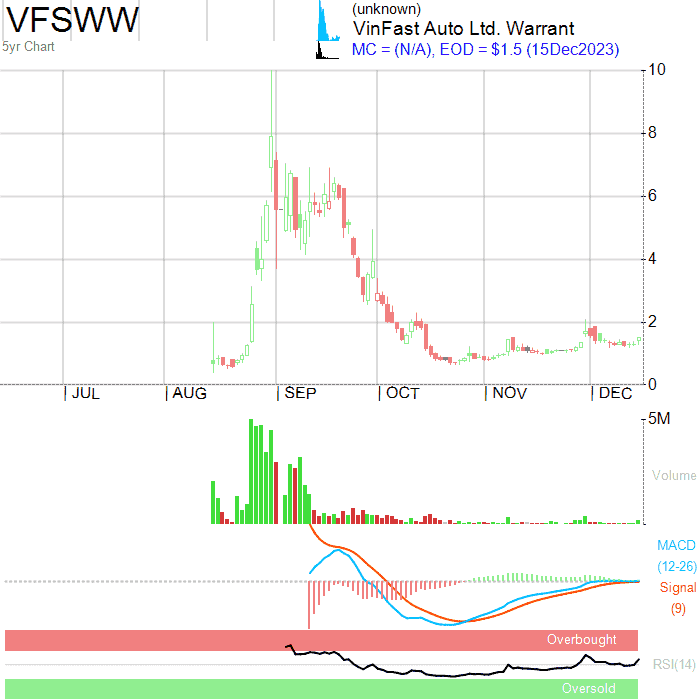 VFSWW
5yr Chart
(unknown)
VinFast Auto Ltd. Warrant
MC = (N/A), EOD = $1.5 (15Dec2023)
10
8
6
4
2
0
JUL AUG SEP OCT NOV DEC
5M
Volume
MACD
(12-26)
Signal
(9)
Overbought
RSI(14)
Oversold